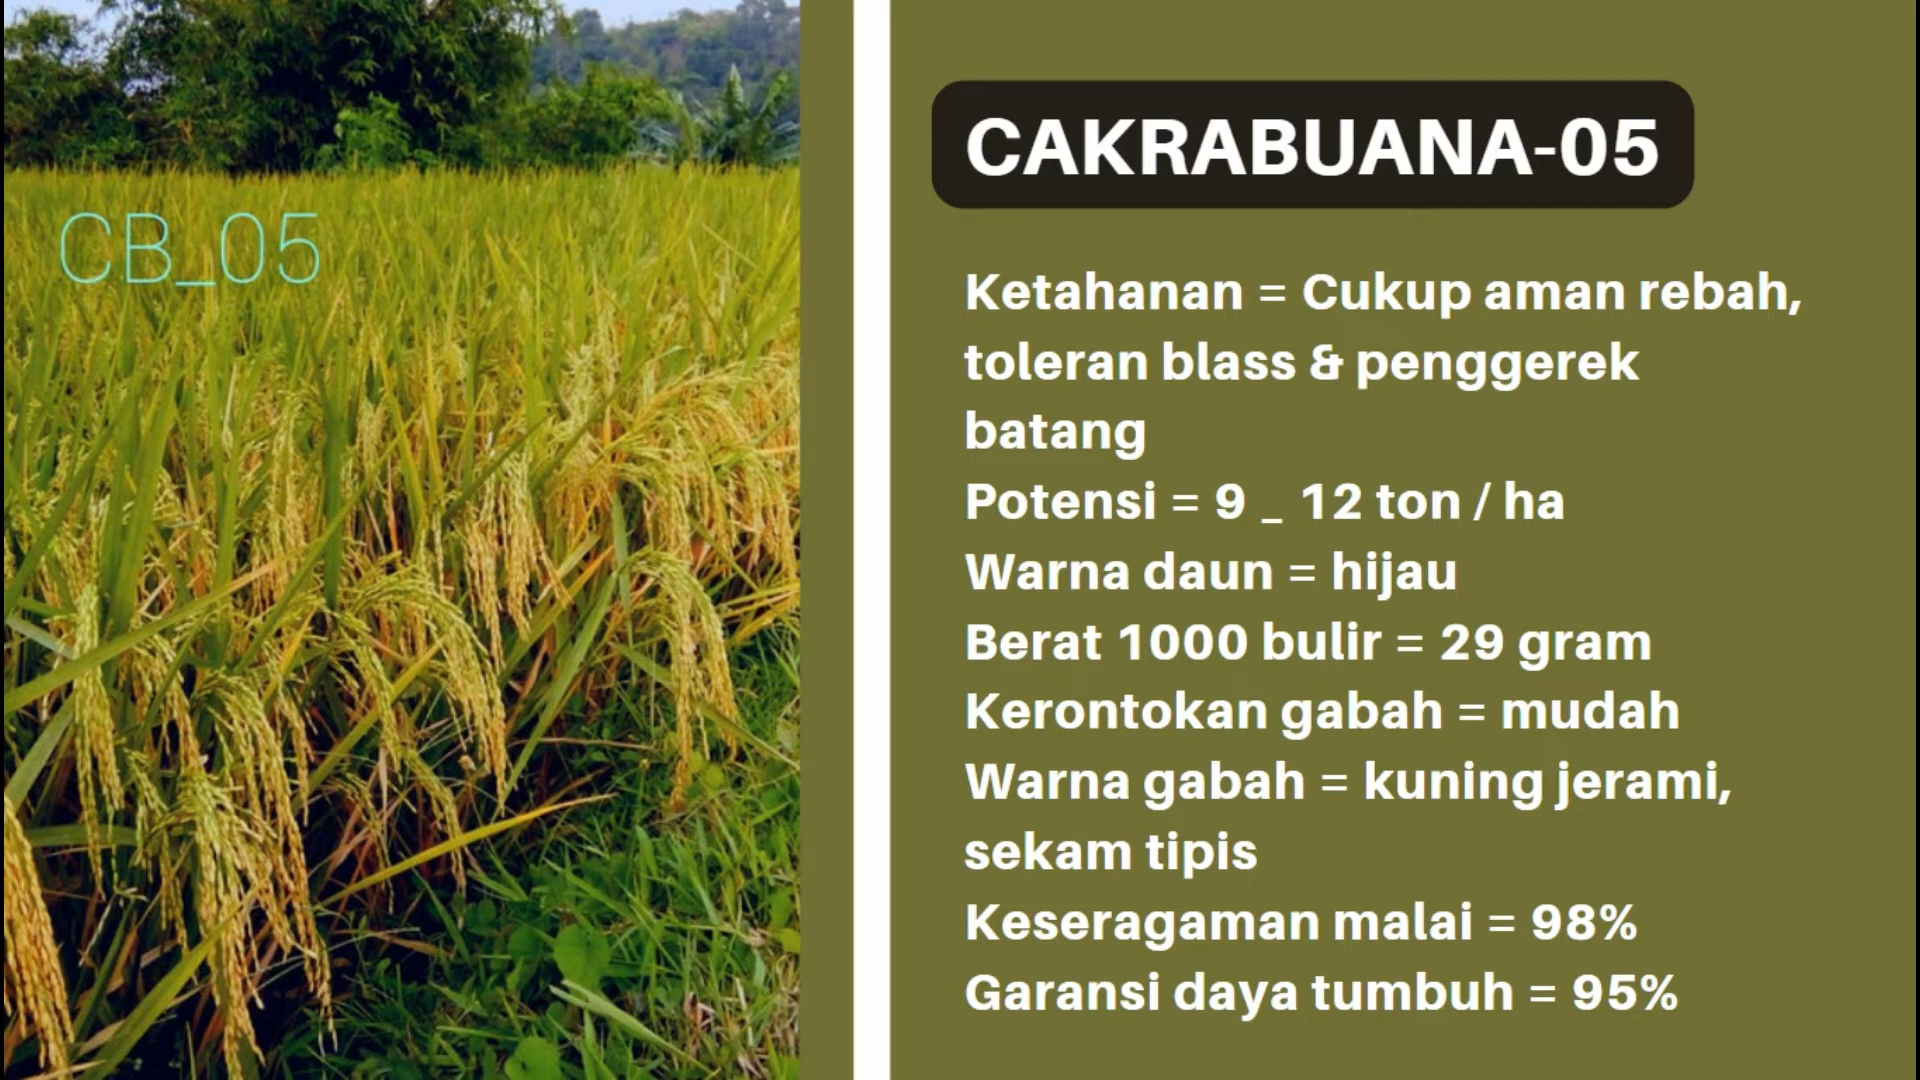 CB_05
CAKRABUANA-05
Ketahanan = Cukup aman rebah,
toleran blass & penggerek
batang
Potensi = 9 _ 12 ton / ha
Warna daun = hijau
Berat 1000 bulir = 29 gram
Kerontokan gabah = mudah
Warna gabah = kuning jerami,
sekam tipis
Keseragaman malai = 98%
Garansi daya tumbuh = 95%